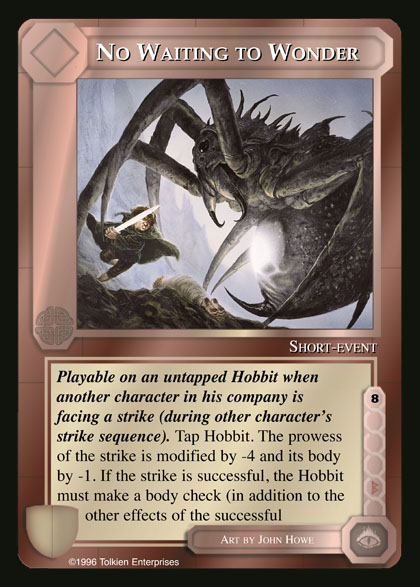 No Waiting to Wonder
Short-event
Playable on an untapped Hobbit when
another character in his company is
facing a strike (during other character's
strike sequence). Tap Hobbit. The prowess
of the strike is modified by -4 and its body
by -1. If the strike is successful, the Hobbit
must make a body check (in addition to the
other effects of the successful
8
Art by John Howe
©1996 Tolkien Enterprises